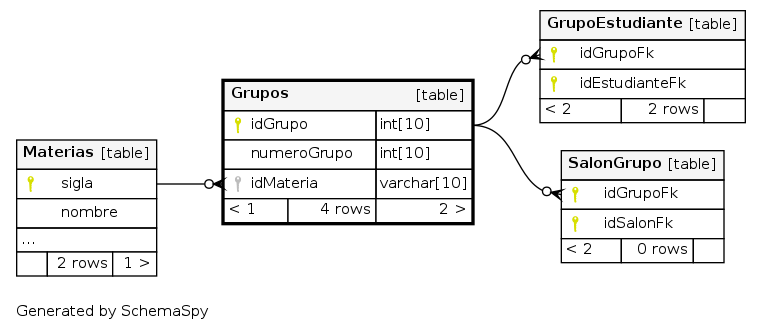 Materias [table]
sigla
nombre
...
2 rows 1 >
Grupos [table]
idGrupo int[10]
numeroGrupo int[10]
idMateria varchar[10]
< 1 4 rows 2 >
GrupoEstudiante [table]
idGrupoFk
idEstudianteFk
< 2 2 rows
SalonGrupo [table]
idGrupoFk
idSalonFk
< 2 0 rows
Generated by SchemaSpy